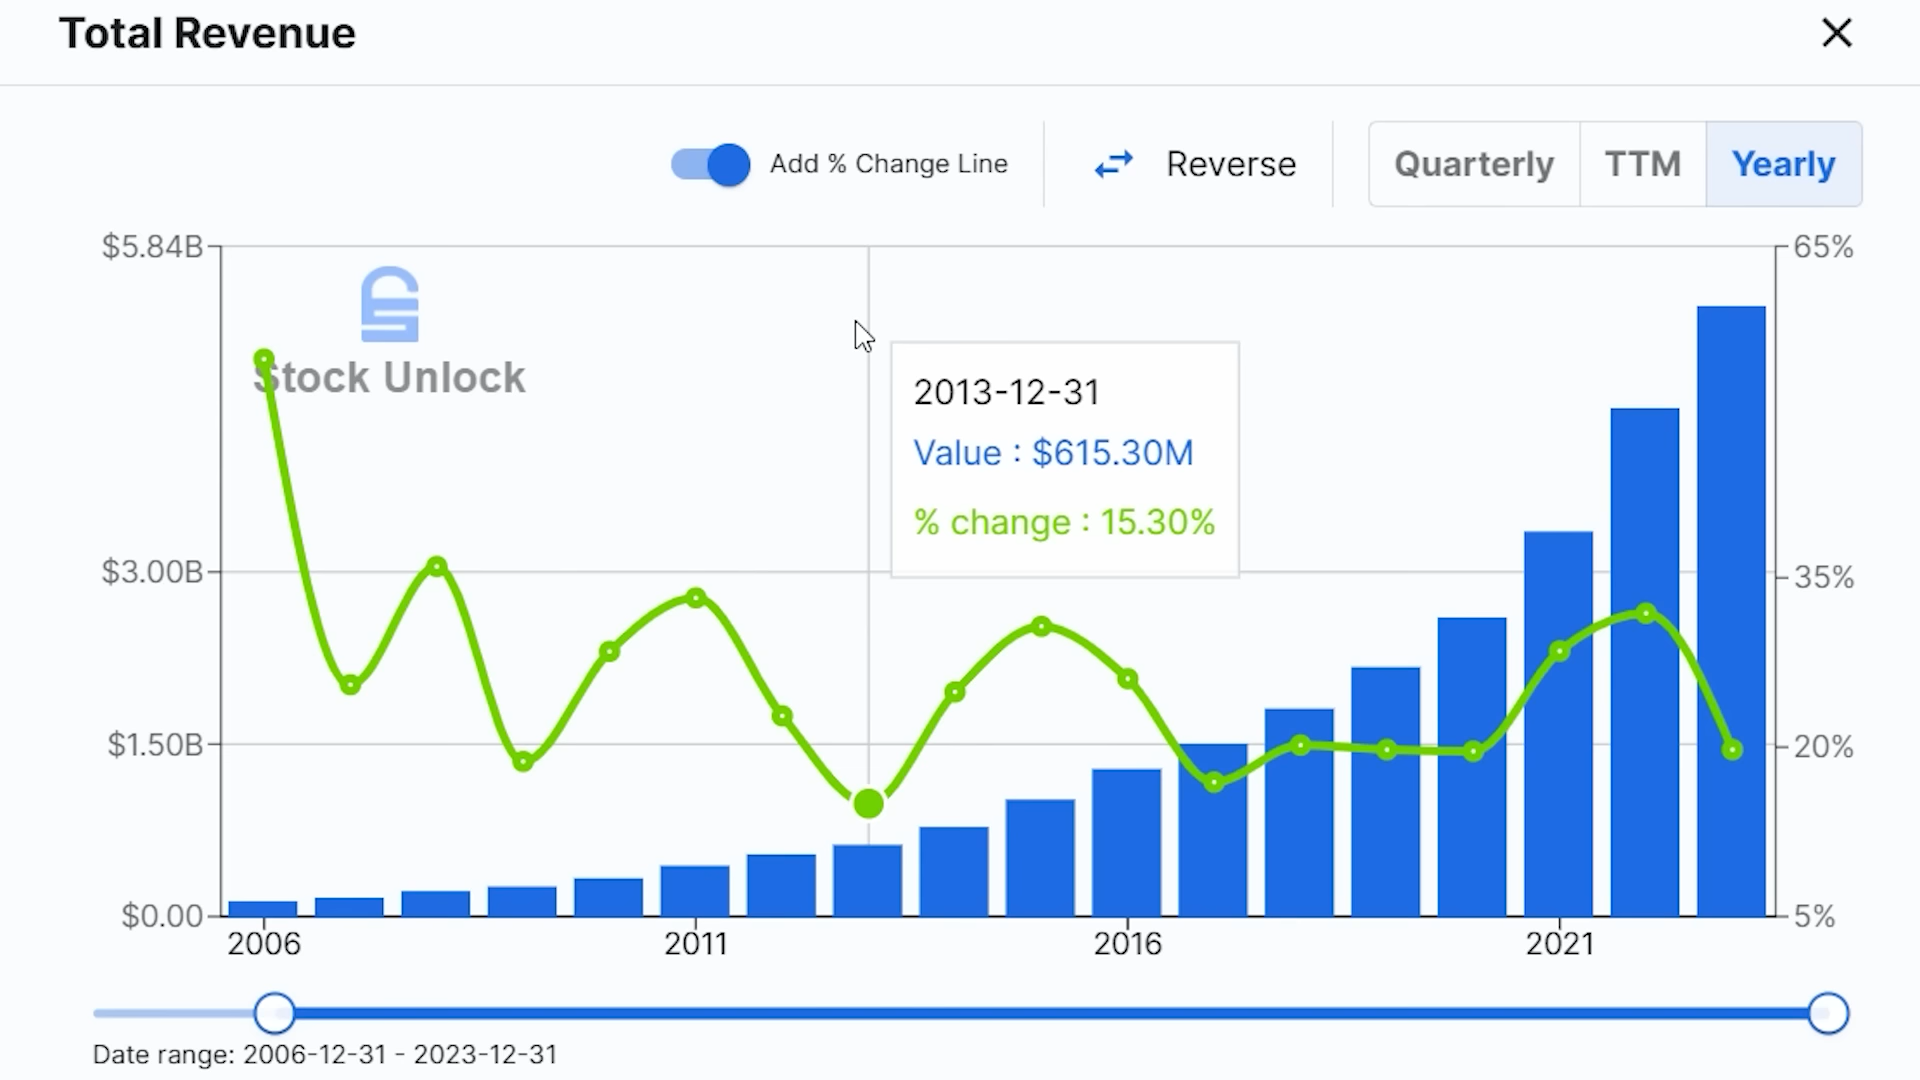 Total Revenue
Add % Change Line
Reverse
Quarterly
TTM
Yearly
$5.84B
65%
Stock Unlock
2013-12-31
Value : $615.30M
% change : 15.30%
$3.00B
35%
$1.50B
20%
$0.00
5%
2006
2011
2016
2021
Date range: 2006-12-31 - 2023-12-31